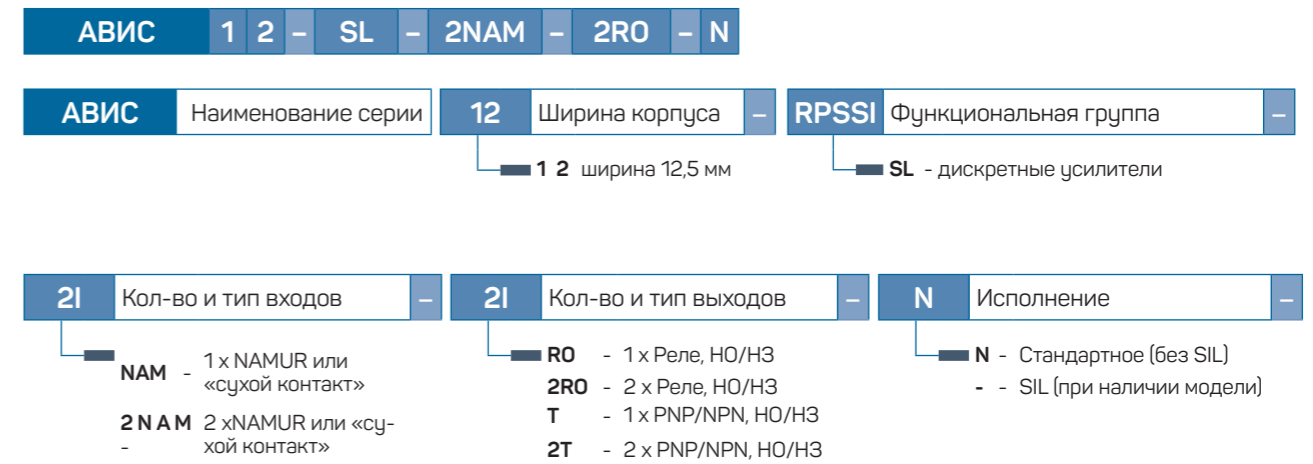 АВИС 1 2 – SL – 2NAM – 2RO – N
АВИС Наименование серии 12 Ширина корпуса – RPSSI Функциональная группа –
1 2 ширина 12,5 мм
SL - дискретные усилители
2I Кол-во и тип входов –
NAM - 1 x NAMUR или
«сухой контакт»
2 N A M 2 xNAMUR или «су-
- хой контакт»
2I Кол-во и тип выходов –
RO - 1 x Реле, НО/НЗ
2RO - 2 x Реле, НО/НЗ
T - 1 x PNP/NPN, НО/НЗ
2T - 2 x PNP/NPN, НО/НЗ
N Исполнение –
N - Стандартное (без SIL)
- - SIL (при наличии модели)